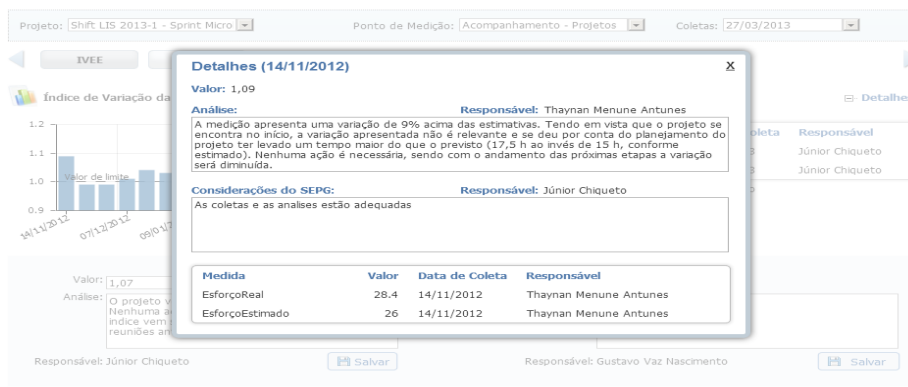 Projeto: Shift LIS 2013-1 - Sprint Micro Ponto de Medição: Acompanhamento - Projetos Coletas: 27/03/2013
IVEE
Detalhes (14/11/2012) X
Valor: 1,09
Análise: Responsável: Thaynan Menune Antunes
A medição apresenta uma variação de 9% acima das estimativas. Tendo em vista que o projeto se
encontra no início, a variação apresentada não é relevante e se deu por conta do planejamento do
projeto ter levado um tempo maior do que o previsto (17,5 h ao invés de 15 h, conforme
estimado). Nenhuma ação é necessária, sendo com o andamento das próximas etapas a variação
será diminuída.
Considerações do SEPG: Responsável: Júnior Chiqueto
As coletas e as analises estão adequadas
Medida Valor Data de Coleta Responsável
EsforçoReal 28.4 14/11/2012 Thaynan Menune Antunes
EsforçoEstimado 26 14/11/2012 Thaynan Menune Antunes
Índice de Variação da
Detalhe
oleta Responsável
3 Júnior Chiqueto
3 Júnior Chiqueto
1.2
1.1
1.0
0.9
Valor de limite
14/11/2012 07/12/2012 09/01/
Valor: 1,07
Análise: O projeto v
Nenhuma a
indice vem
reuniões an
Responsável: Júnior Chiqueto Salvar Responsável: Gustavo Vaz Nascimento Salvar